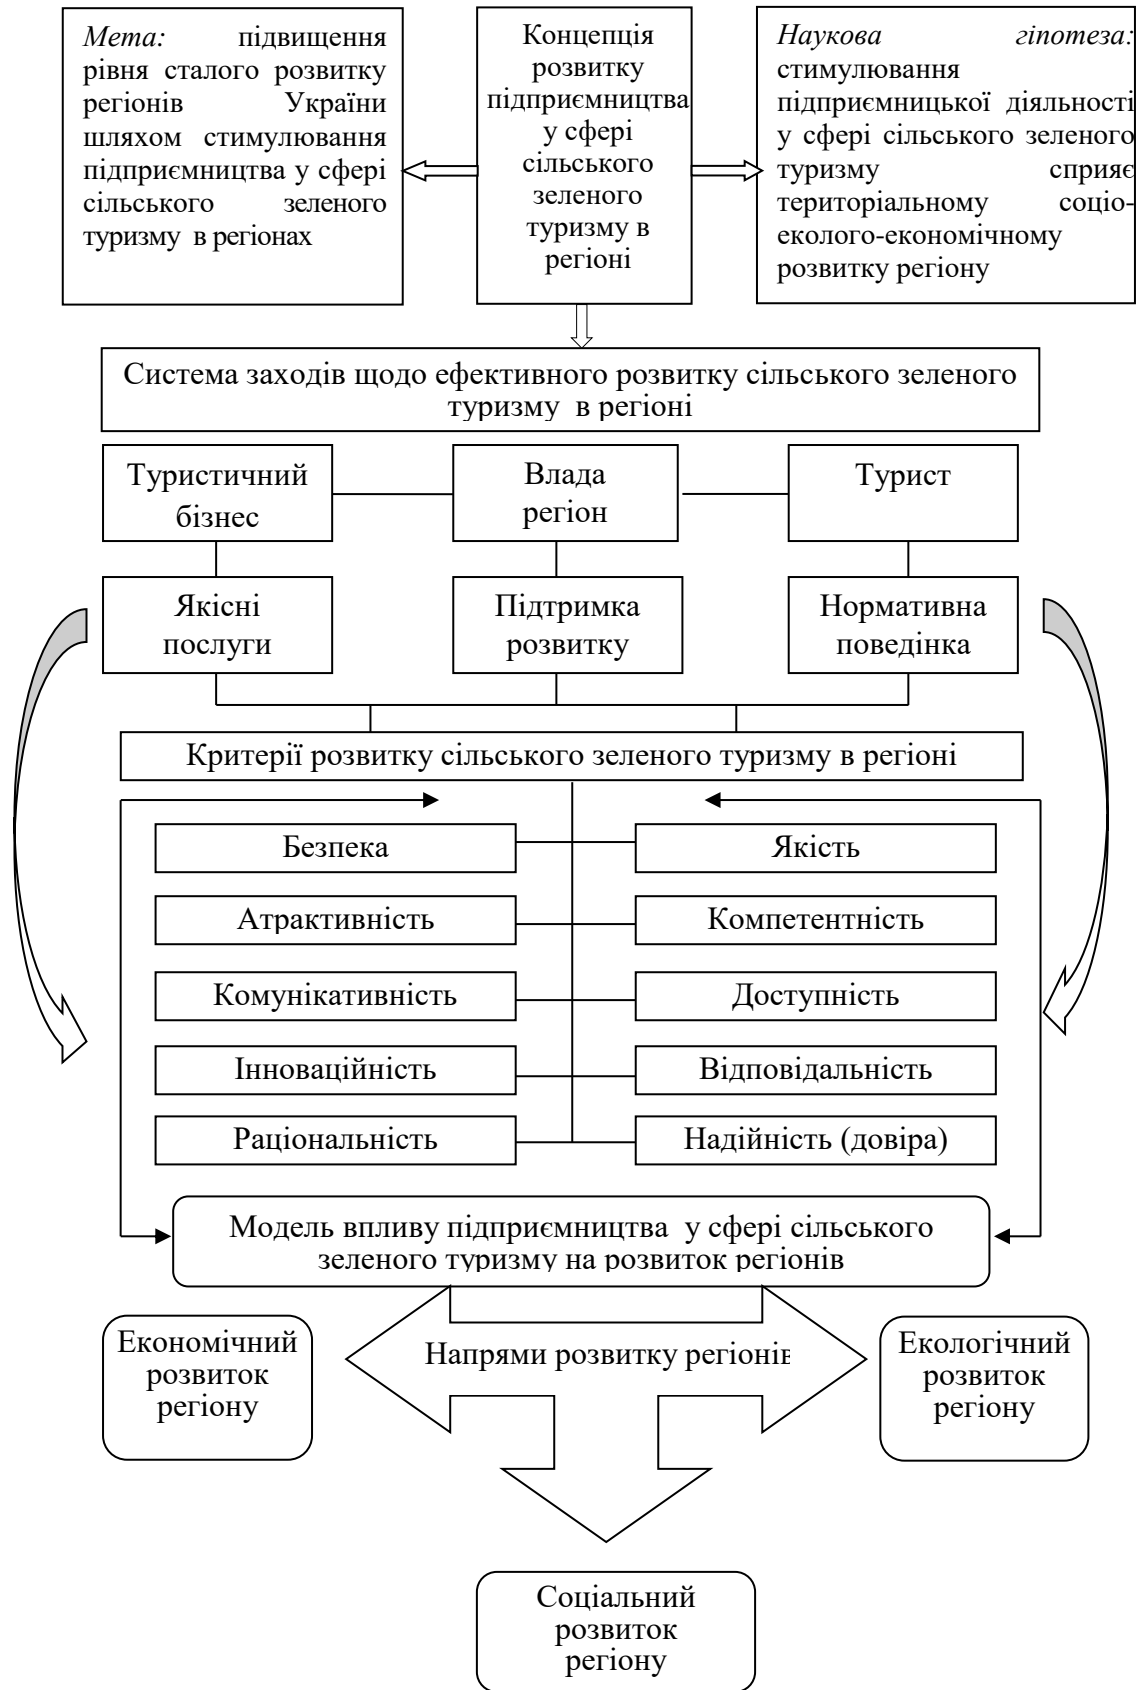 Мета: підвищення
рівня сталого розвитку
регіонів України
шляхом стимулювання
підприємництва у сфері
сільського зеленого
туризму в регіонах
Концепція
розвитку
підприємництва
у сфері
сільського
зеленого
туризму в
регіоні
Наукова гіпотеза:
стимулювання
підприємницької діяльності
у сфері сільського зеленого
туризму сприяє
територіальному соціо-
еколого-економічному
розвитку регіону
Система заходів щодо ефективного розвитку сільського зеленого
туризму в регіоні
Туристичний
бізнес
Влада
регіон
Турист
Якісні
послуги
Підтримка
розвитку
Нормативна
поведінка
Критерії розвитку сільського зеленого туризму в регіоні
Безпека
Якість
Атрактивність
Компетентність
Комунікативність
Доступність
Інноваційність
Відповідальність
Раціональність
Надійність (довіра)
Модель впливу підприємництва у сфері сільського
зеленого туризму на розвиток регіонів
Економічний
розвиток
регіону
Напрями розвитку регіонів
Екологічний
розвиток
регіону
Соціальний
розвиток
регіону